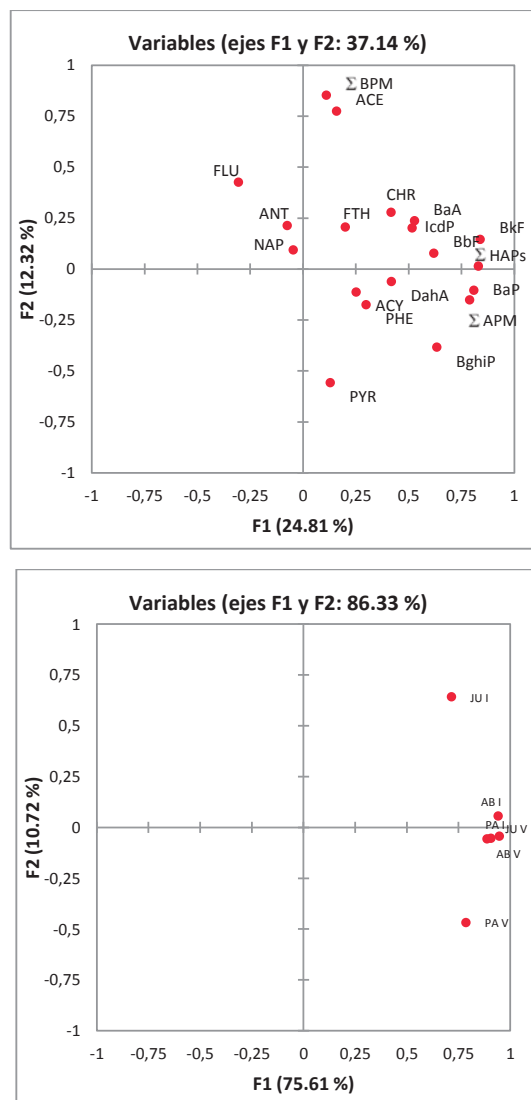 Variables (ejes F1 y F2: 37.14 %)
1
Σ BPM
ACE
0,75
0,5
FLU
CHR
BaA
0,25
ANT
FTH
IcdP
BkF
NAP
BbF
Σ HAPs
0
F2 (12.32 %)
DahA
BaP
-0,25
ACY
PHE
Σ APM
BghiP
-0,5
PYR
-0,75
-1
-1 -0,75 -0,5 -0,25 0 0,25 0,5 0,75 1
F1 (24.81 %)
Variables (ejes F1 y F2: 86.33 %)
1
0,75
JU I
0,5
0,25
AB I
PA I
JU V
0
F2 (10.72 %)
AB V
-0,25
-0,5
PA V
-0,75
-1
-1 -0,75 -0,5 -0,25 0 0,25 0,5 0,75 1
F1 (75.61 %)